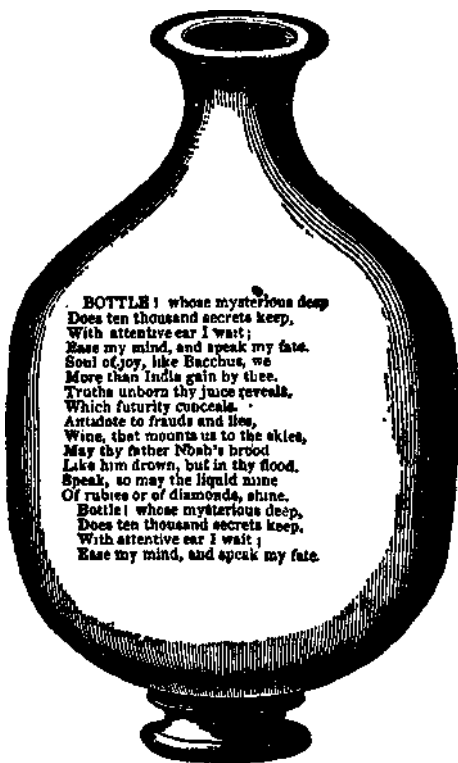 BOTTLE! whose mysterious deep
Does ten thousand secrets keep,
With attentive ear I wait;
Ease my mind, and speak my fate.
Soul of joy, like Bacchus, we
More than India gain by thee.
Truths unborn thy juice reveals,
Which futurity conceals.
Antidote to frauds and lies,
Wine, that mounts us to the skies,
May thy father Noah's brood
Like him drown, but in thy flood.
Speak, so may the liquid mine
Of rubies or of diamonds, shine.
Bottle! whose mysterious deep,
Does ten thousand secrets keep,
With attentive ear I wait;
Ease my mind, and speak my fate.